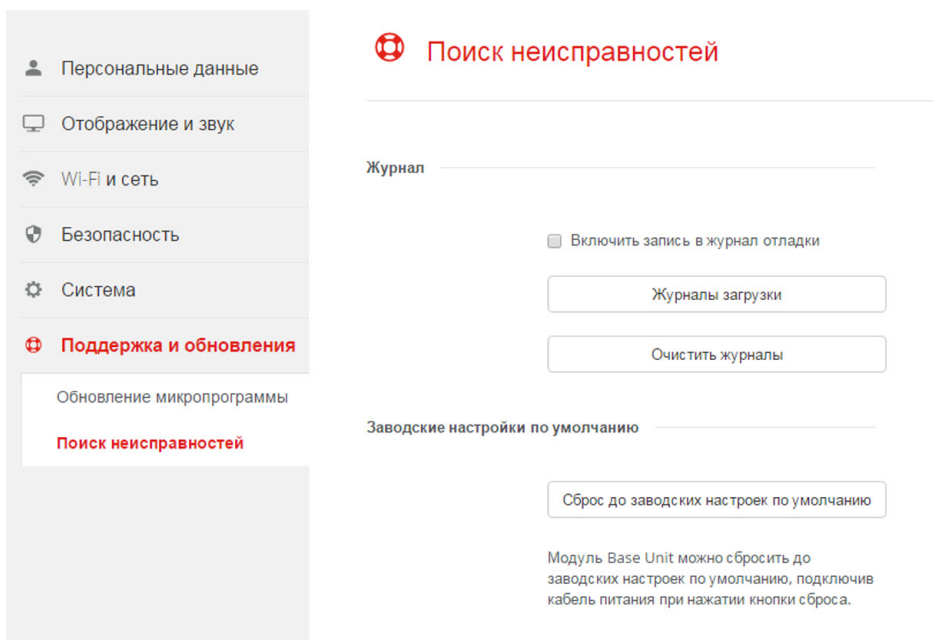 Персональные данные
Отображение и звук
Wi-Fi и сеть
Безопасность
Система
Поддержка и обновления
Обновление микропрограммы
Поиск неисправностей
Поиск неисправностей
Журнал
Включить запись в журнал отладки
Журналы загрузки
Очистить журналы
Заводские настройки по умолчанию
Сброс до заводских настроек по умолчанию
Модуль Base Unit можно сбросить до
заводских настроек по умолчанию, подключив
кабель питания при нажатии кнопки сброса.